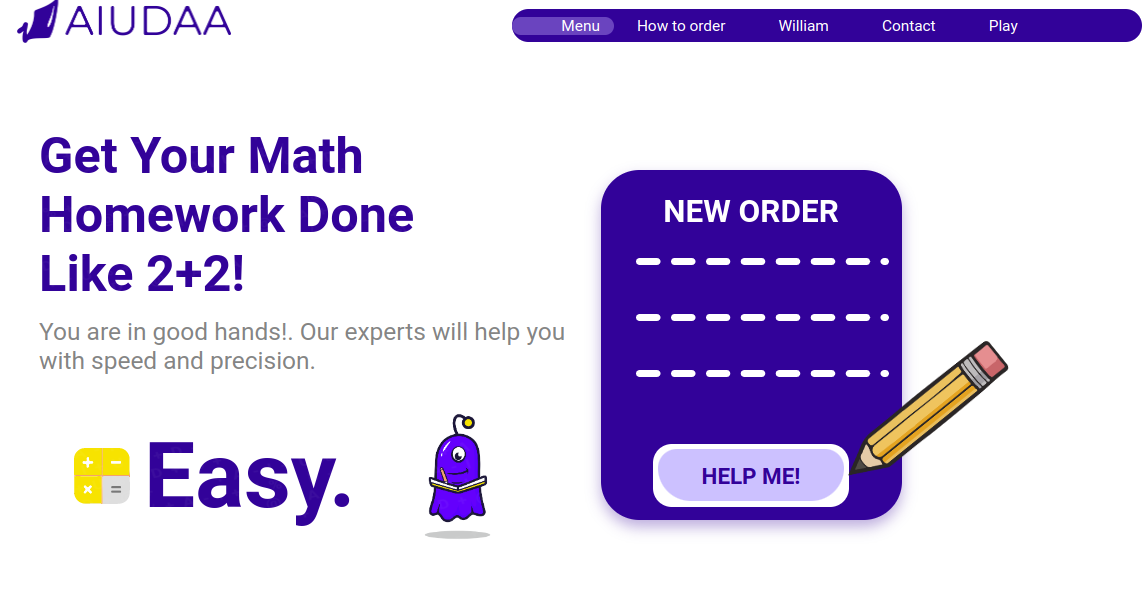 AIUDAA
Menu How to order William Contact Play
Get Your Math
Homework Done
Like 2+2!
You are in good hands!. Our experts will help you
with speed and precision.
NEW ORDER
HELP ME!
+ −
× =
Easy.